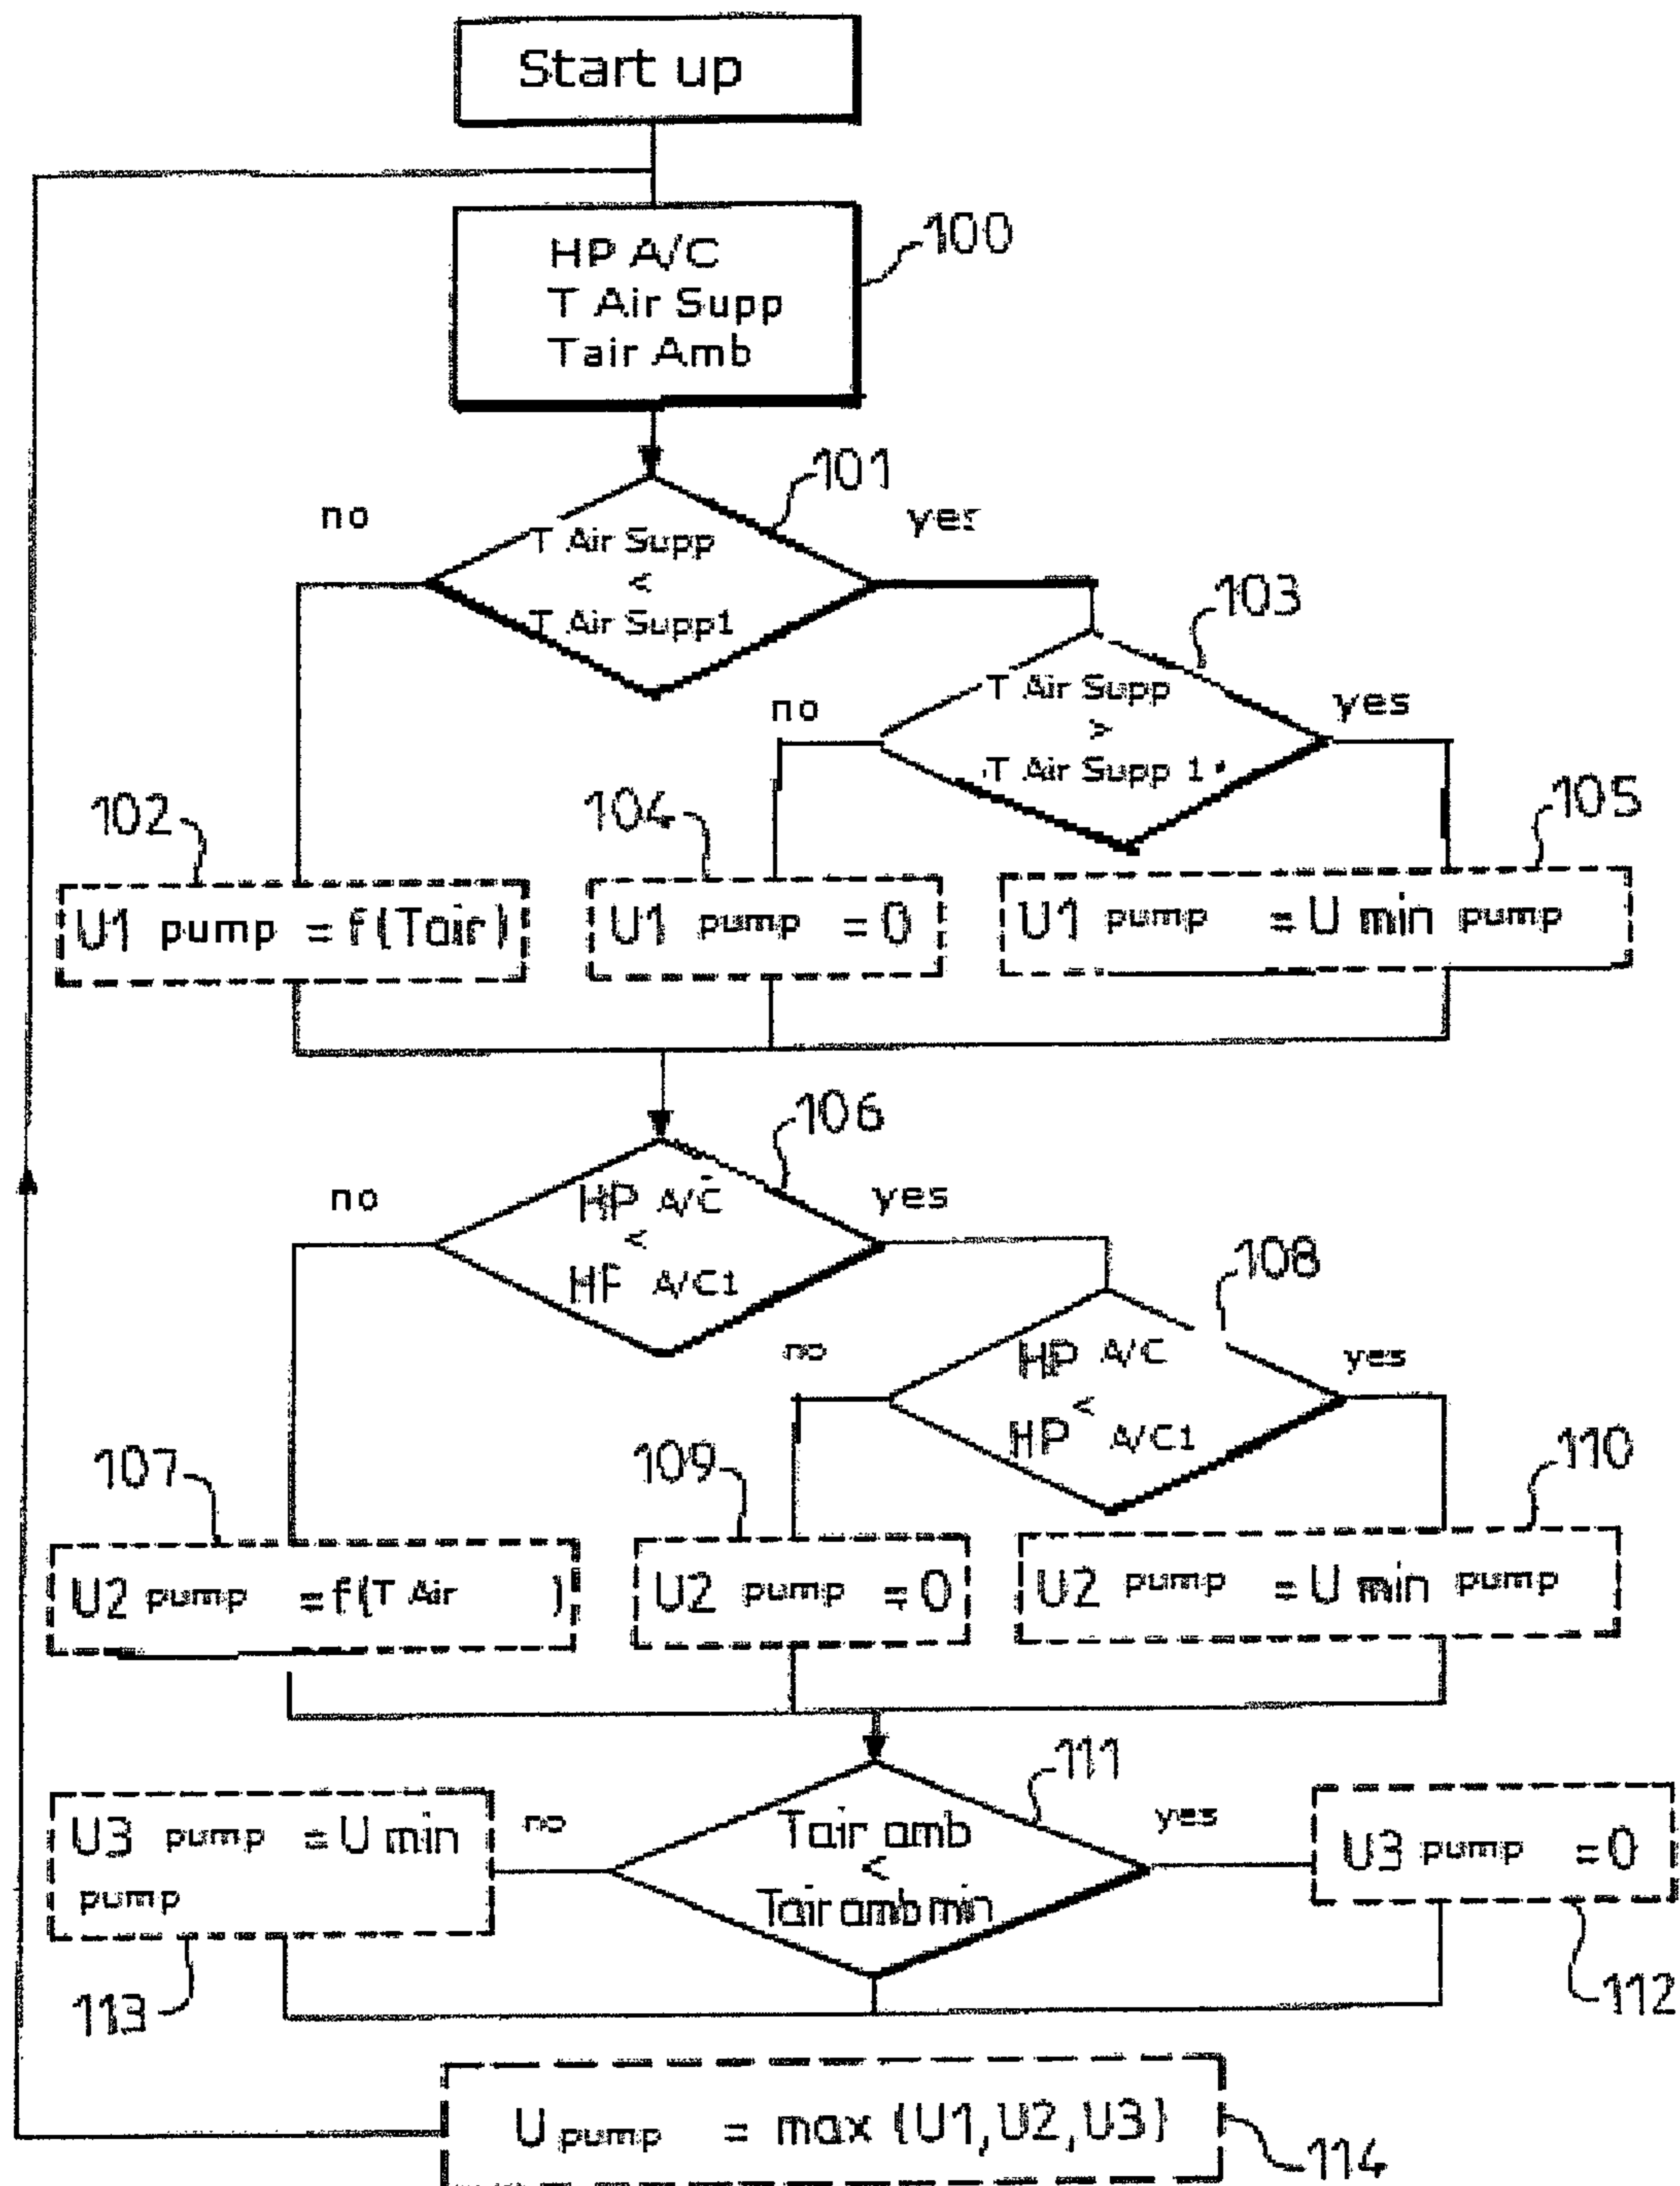 Start up
HP A/C
T Air Supp
Tair Amb
100
101
no
yes
T Air Supp
<
T Air Supp1
103
T Air Supp
>
T Air Supp 1
no
yes
102
104
105
U1 pump = f(Tair)
U1 pump = 0
U1 pump = U min pump
106
no
yes
HP A/C
<
HF A/C1
108
no
yes
HP A/C
<
HP A/C1
107
109
110
U2 pump = f(T Air )
U2 pump = 0
U2 pump = U min pump
111
no
yes
Tair amb
<
Tair amb min
U3 pump = U min
pump
U3 pump = 0
113
112
U pump = max (U1,U2,U3)
114